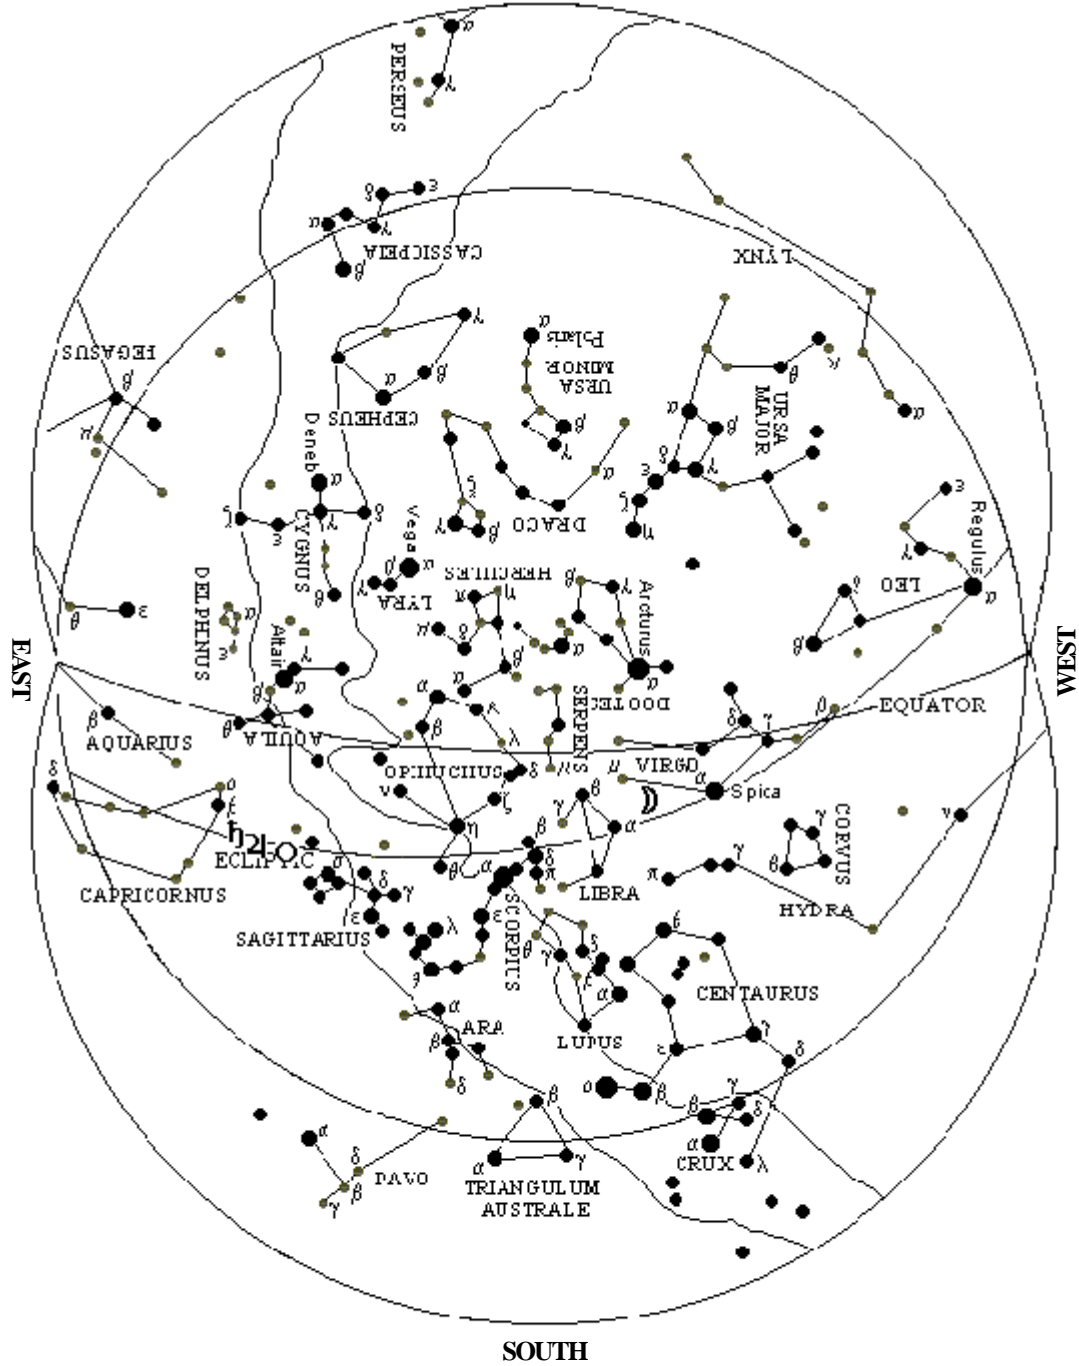 α
PERSEUS
γ
δ
ε
α
γ
CASSICPEIA
β
LYNX
γ
α
Polaris
URSA
MINOR
PEGASUS
β
μ
α
β
CEPHEUS
κ
θ
α
β
URSA
MAJOR
α
Deneb
α
β
γ
α
δ
γ
ε
ζ
η
ζ
γ
β
DRACO
ε
Regulus
γ
α
LEO
δ
β
ζ
ε
γ
δ
CYGNUS
β
Vega
α
β
γ
LYRA
HERCULES
π
η
β
γ
Arcturus
α
DELPHINUS
α
ε
θ
ε
μ
δ
β
α
Altair
γ
α
β
θ
AQUILA
EAST
WEST
β
AQUARIUS
α
κ
β
λ
SERPENS
μ
ν
OPHIUCHUS
δ
ζ
ν
η
θ
VIRGO
δ
γ
β
EQUATOR
α
Spica
δ
ο
ξ
CAPRICORNUS
♄♃
ECLIPTIC
μ
β
γ
α
LIBRA
β
δ
π
α
SCORPIUS
ε
λ
θ
σ
δ
γ
ε
SAGITTARIUS
π
γ
γ
β
CORVUS
ν
HYDRA
θ
γ
α
LUPUS
CENTAURUS
γ
δ
β
ε
α
β
ARA
δ
γ
β
δ
α
CRUX
λ
β
α
γ
TRIANGULUM
AUSTRALE
α
δ
β
γ
PAVO
SOUTH